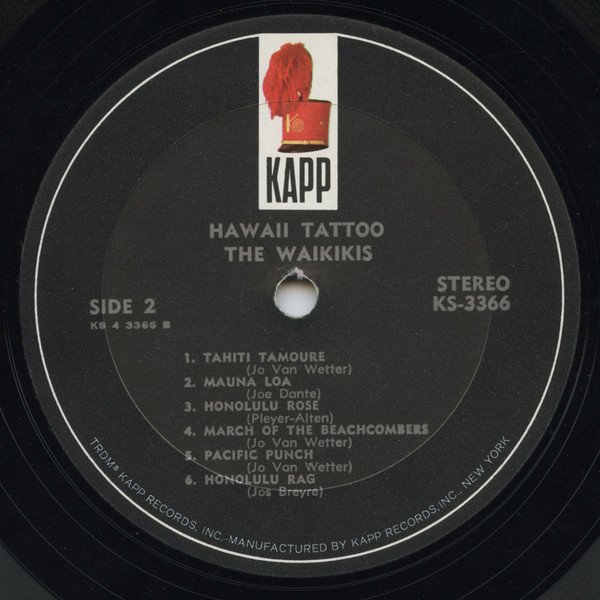 KAPP
HAWAII TATTOO
THE WAIKIKIS
STEREO
KS-3366
SIDE 2
KS 4 3366 B
1. TAHITI TAMOURE
(Jo Van Wetter)
2. MAUNA LOA
(Joe Dante)
3. HONOLULU ROSE
(Pleyer-Alten)
4. MARCH OF THE BEACHCOMBERS
(Jo Van Wetter)
5. PACIFIC PUNCH
(Jo Van Wetter)
6. HONOLULU RAG
(Jos Breyre)
TRDM® KAPP RECORDS, INC.-MANUFACTURED BY KAPP RECORDS, INC., NEW YORK